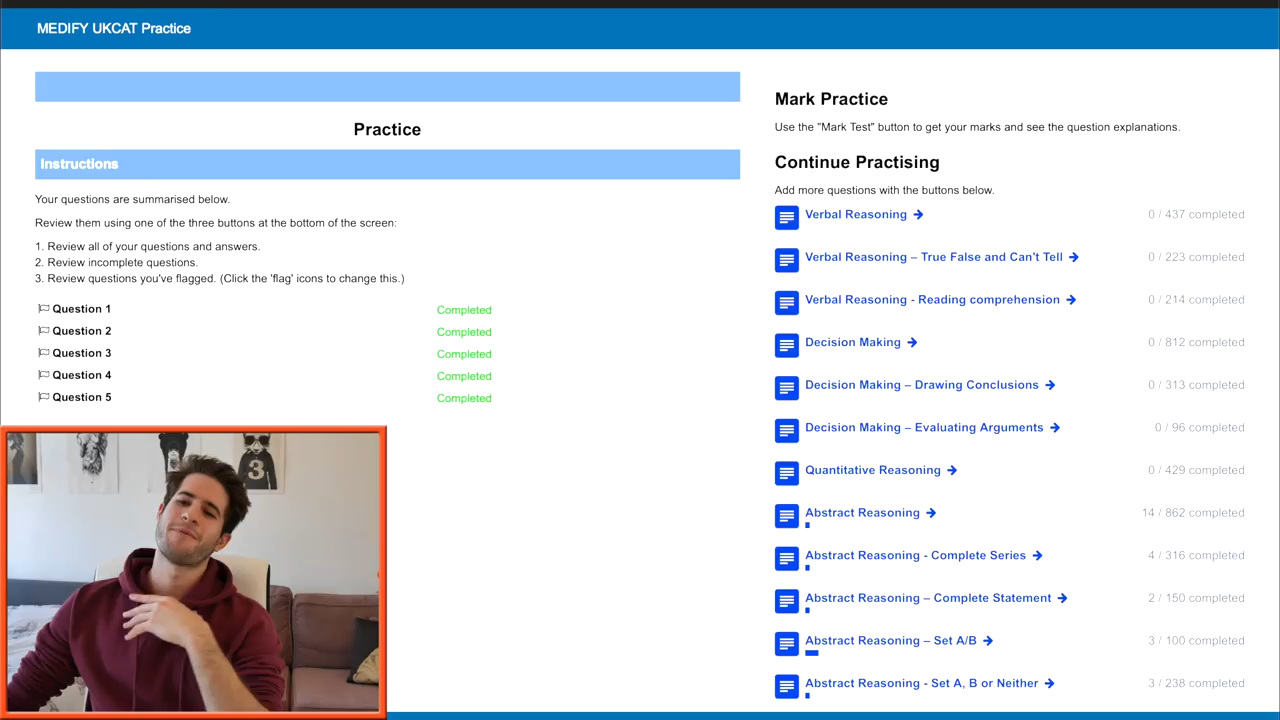 MEDIFY UKCAT Practice
Practice
Instructions
Your questions are summarised below.
Review them using one of the three buttons at the bottom of the screen:
1. Review all of your questions and answers.
2. Review incomplete questions.
3. Review questions you've flagged. (Click the 'flag' icons to change this.)
Question 1 Completed
Question 2 Completed
Question 3 Completed
Question 4 Completed
Question 5 Completed
3
Mark Practice
Use the "Mark Test" button to get your marks and see the question explanations.
Continue Practising
Add more questions with the buttons below.
Verbal Reasoning → 0 / 437 completed
Verbal Reasoning – True False and Can't Tell → 0 / 223 completed
Verbal Reasoning - Reading comprehension → 0 / 214 completed
Decision Making → 0 / 812 completed
Decision Making – Drawing Conclusions → 0 / 313 completed
Decision Making – Evaluating Arguments → 0 / 96 completed
Quantitative Reasoning → 0 / 429 completed
Abstract Reasoning → 14 / 862 completed
Abstract Reasoning - Complete Series → 4 / 316 completed
Abstract Reasoning – Complete Statement → 2 / 150 completed
Abstract Reasoning – Set A/B → 3 / 100 completed
Abstract Reasoning - Set A, B or Neither → 3 / 238 completed